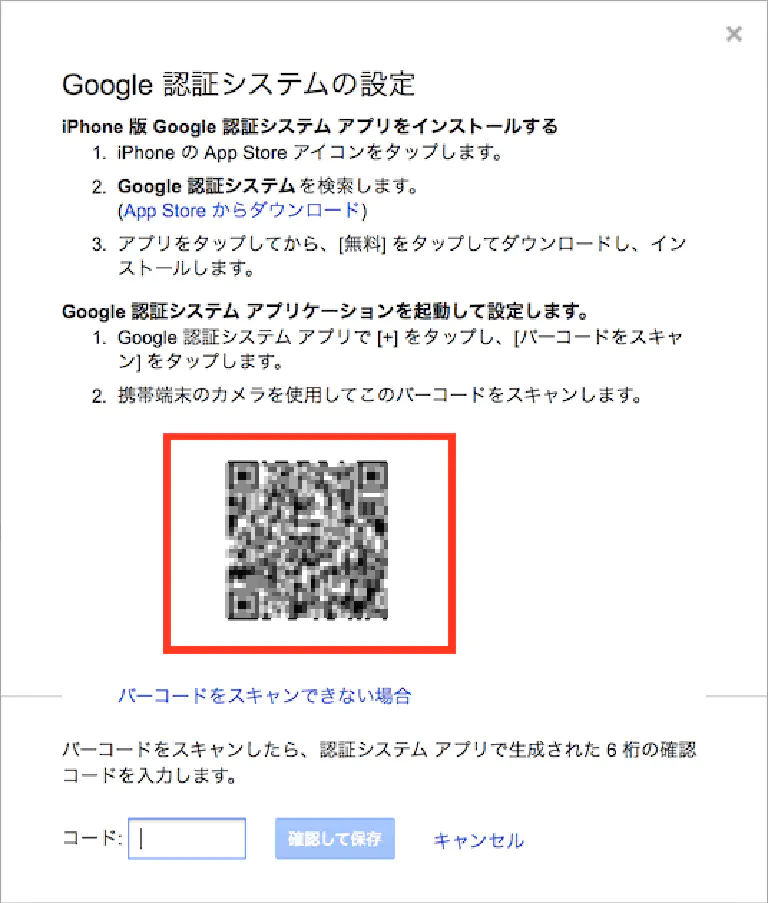 Google 認証システムの設定
iPhone 版 Google 認証システム アプリをインストールする
1. iPhone の App Store アイコンをタップします。
2. Google 認証システムを検索します。
(App Store からダウンロード)
3. アプリをタップしてから、[無料] をタップしてダウンロードし、イン
ストールします。
Google 認証システム アプリケーションを起動して設定します。
1. Google 認証システム アプリで [+] をタップし、[バーコードをスキャ
ン] をタップします。
2. 携帯端末のカメラを使用してこのバーコードをスキャンします。
バーコードをスキャンできない場合
バーコードをスキャンしたら、認証システム アプリで生成された 6 桁の確認
コードを入力します。
コード: 確認して保存 キャンセル